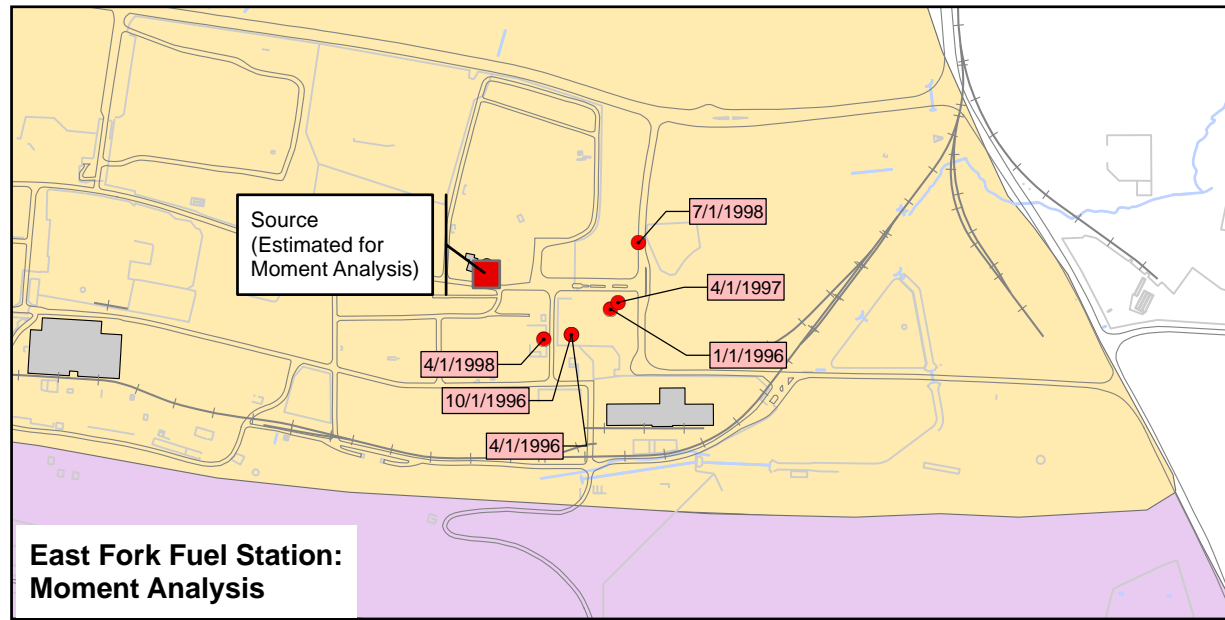 7/1/1998
Source
(Estimated for
Moment Analysis)
4/1/1997
1/1/1996
4/1/1998
10/1/1996
4/1/1996
East Fork Fuel Station:
Moment Analysis